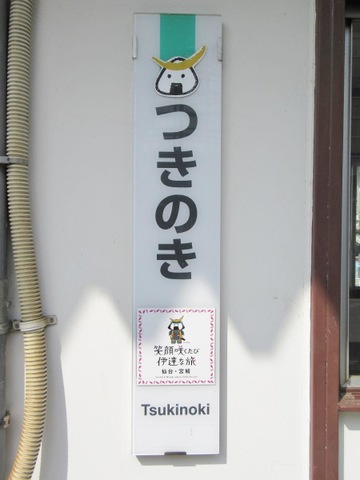 つきのき
笑顔咲くたび
伊達な旅
仙台・宮城
Tsukinoki